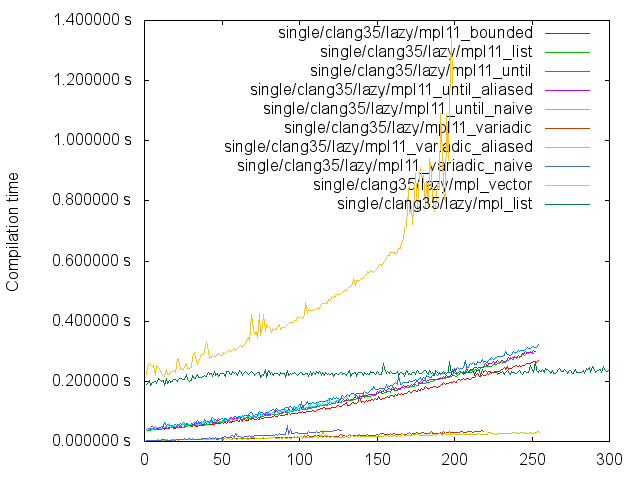 1.400000 s
1.200000 s
1.000000 s
0.800000 s
0.600000 s
0.400000 s
0.200000 s
0.000000 s
Compilation time
single/clang35/lazy/mpl11_bounded
single/clang35/lazy/mpl11_list
single/clang35/lazy/mpl11_until
single/clang35/lazy/mpl11_until_aliased
single/clang35/lazy/mpl11_until_naive
single/clang35/lazy/mpl11_variadic
single/clang35/lazy/mpl11_variadic_aliased
single/clang35/lazy/mpl11_variadic_naive
single/clang35/lazy/mpl_vector
single/clang35/lazy/mpl_list
0 50 100 150 200 250 300